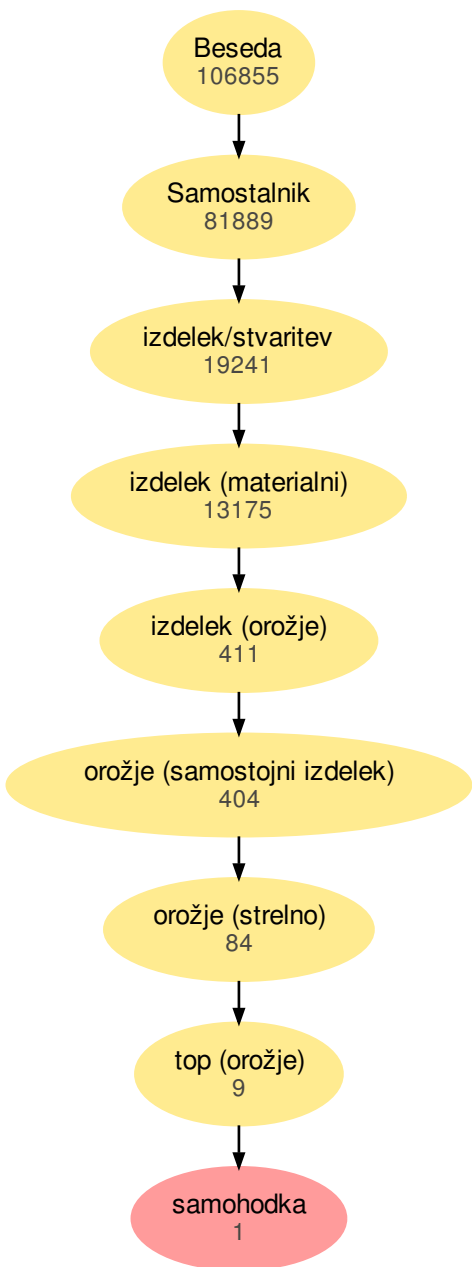 Beseda
106855
Samostalnik
81889
izdelek/stvaritev
19241
izdelek (materialni)
13175
izdelek (orožje)
411
orožje (samostojni izdelek)
404
orožje (strelno)
84
top (orožje)
9
samohodka
1